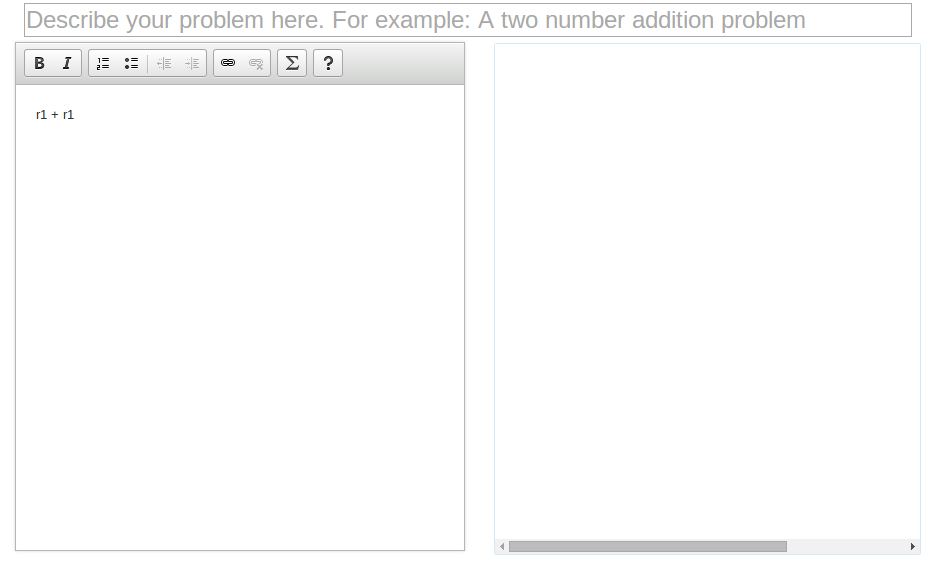 Describe your problem here. For example: A two number addition problem
B I Σ ?
r1 + r1